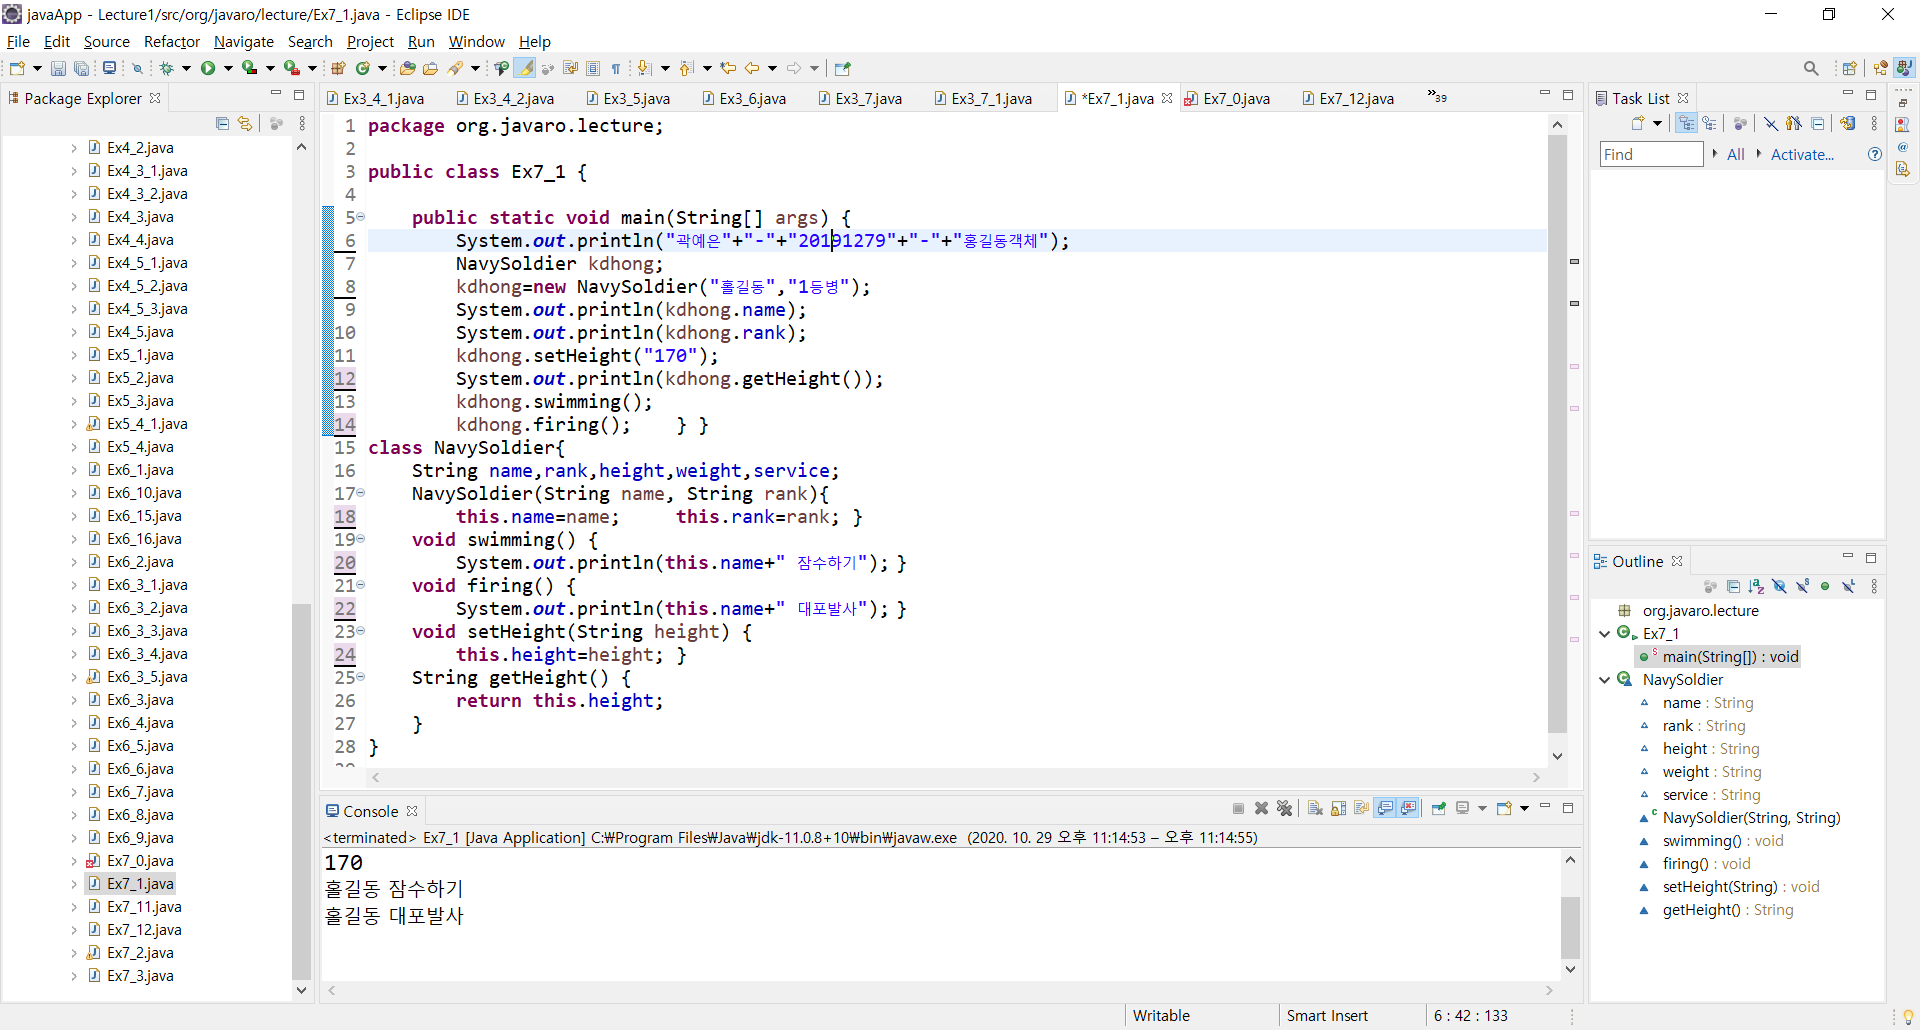 javaApp - Lecture1/src/org/javaro/lecture/Ex7_1.java - Eclipse IDE
File Edit Source Refactor Navigate Search Project Run Window Help
Package Explorer
Ex4_2.java
Ex4_3_1.java
Ex4_3_2.java
Ex4_3.java
Ex4_4.java
Ex4_5_1.java
Ex4_5_2.java
Ex4_5_3.java
Ex4_5.java
Ex5_1.java
Ex5_2.java
Ex5_3.java
Ex5_4_1.java
Ex5_4.java
Ex6_1.java
Ex6_10.java
Ex6_15.java
Ex6_16.java
Ex6_2.java
Ex6_3_1.java
Ex6_3_2.java
Ex6_3_3.java
Ex6_3_4.java
Ex6_3_5.java
Ex6_3.java
Ex6_4.java
Ex6_5.java
Ex6_6.java
Ex6_7.java
Ex6_8.java
Ex6_9.java
Ex7_0.java
Ex7_1.java
Ex7_11.java
Ex7_12.java
Ex7_2.java
Ex7_3.java
Ex3_4_1.java Ex3_4_2.java Ex3_5.java Ex3_6.java Ex3_7.java Ex3_7_1.java *Ex7_1.java Ex7_0.java Ex7_12.java »39
1 package org.javaro.lecture;
2
3 public class Ex7_1 {
4
5 public static void main(String[] args) {
6 System.out.println("곽예은"+"-"+"20191279"+"-"+"홍길동객체");
7 NavySoldier kdhong;
8 kdhong=new NavySoldier("홀길동","1등병");
9 System.out.println(kdhong.name);
10 System.out.println(kdhong.rank);
11 kdhong.setHeight("170");
12 System.out.println(kdhong.getHeight());
13 kdhong.swimming();
14 kdhong.firing(); } }
15 class NavySoldier{
16 String name,rank,height,weight,service;
17 NavySoldier(String name, String rank){
18 this.name=name; this.rank=rank; }
19 void swimming() {
20 System.out.println(this.name+" 잠수하기"); }
21 void firing() {
22 System.out.println(this.name+" 대포발사"); }
23 void setHeight(String height) {
24 this.height=height; }
25 String getHeight() {
26 return this.height;
27 }
28 }
Console
<terminated> Ex7_1 [Java Application] C:₩Program Files₩Java₩jdk-11.0.8+10₩bin₩javaw.exe (2020. 10. 29 오후 11:14:53 – 오후 11:14:55)
170
홀길동 잠수하기
홀길동 대포발사
Task List
Find All Activate...
Outline
org.javaro.lecture
Ex7_1
main(String[]) : void
NavySoldier
name : String
rank : String
height : String
weight : String
service : String
NavySoldier(String, String)
swimming() : void
firing() : void
setHeight(String) : void
getHeight() : String
Writable Smart Insert 6 : 42 : 133